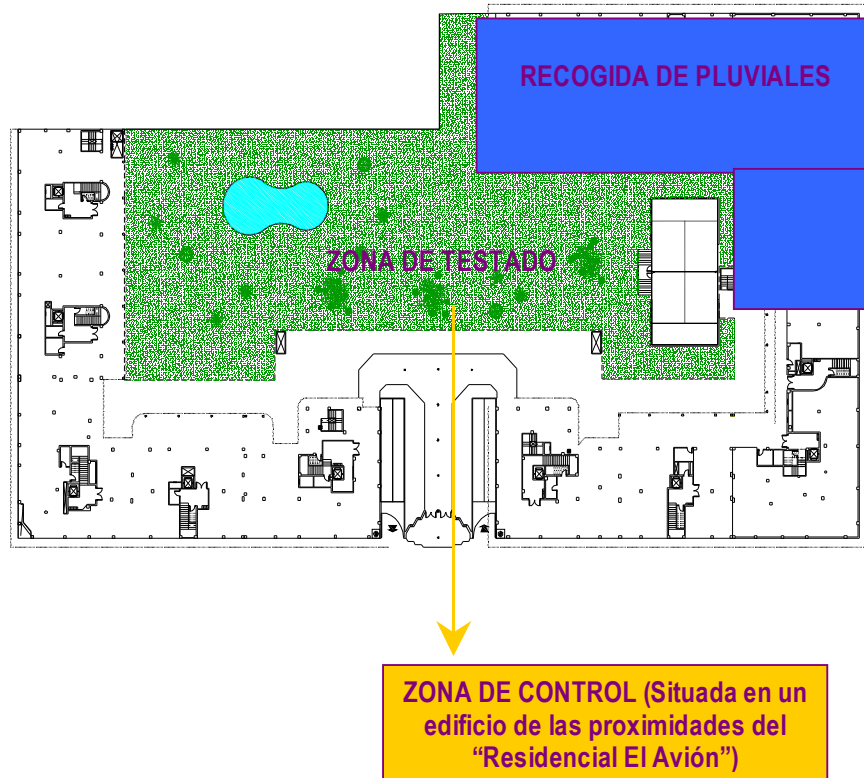 RECOGIDA DE PLUVIALES
ZONA DE TESTADO
ZONA DE CONTROL (Situada en un
edificio de las proximidades del
“Residencial El Avión”)